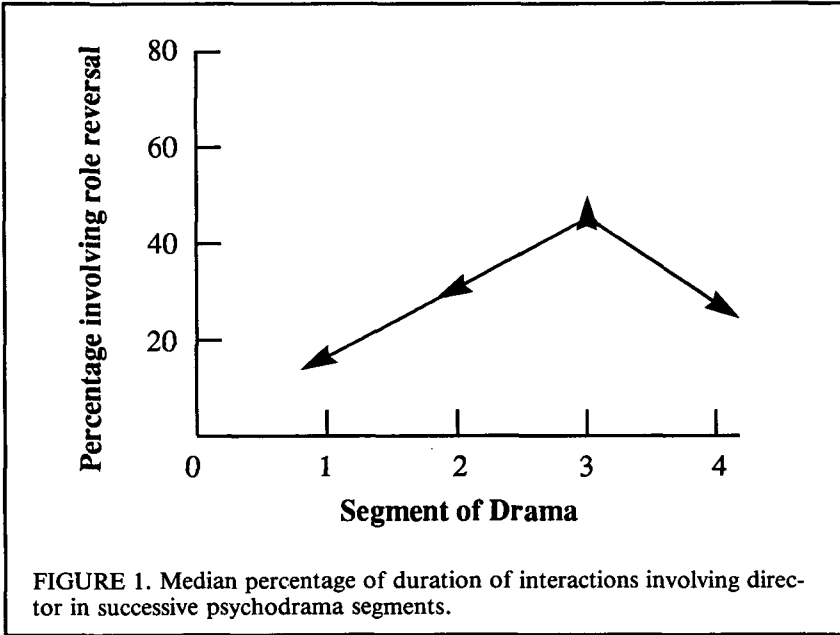 Percentage involving role reversal
80
60
40
20
0 1 2 3 4
Segment of Drama
FIGURE 1. Median percentage of duration of interactions involving direc-
tor in successive psychodrama segments.